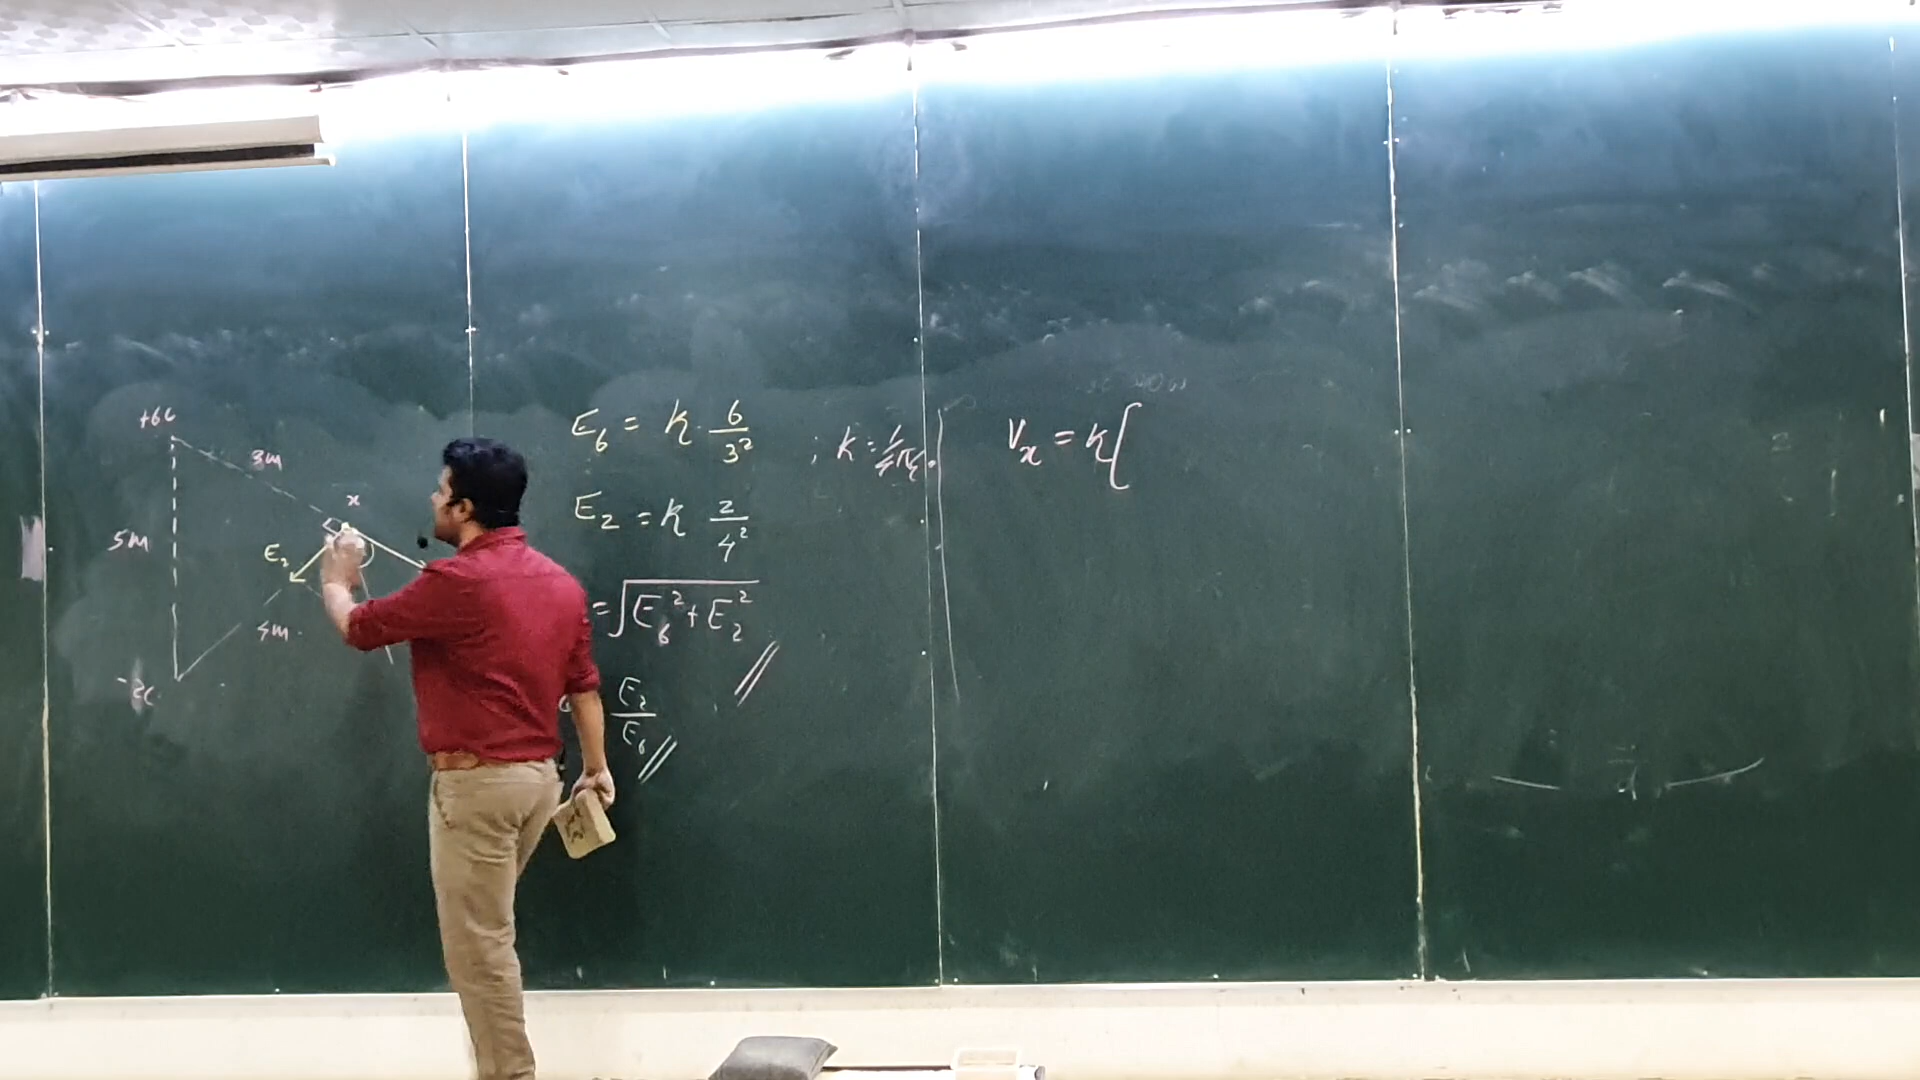 +6C
3m
x
5m
E₂
4m.
-2C
E₆ = k · 6/3²
; k = 1/4πε₀
E₂ = k 2/4²
= √(E₆² + E₂²)
E₂/E₆
Vₓ = k[